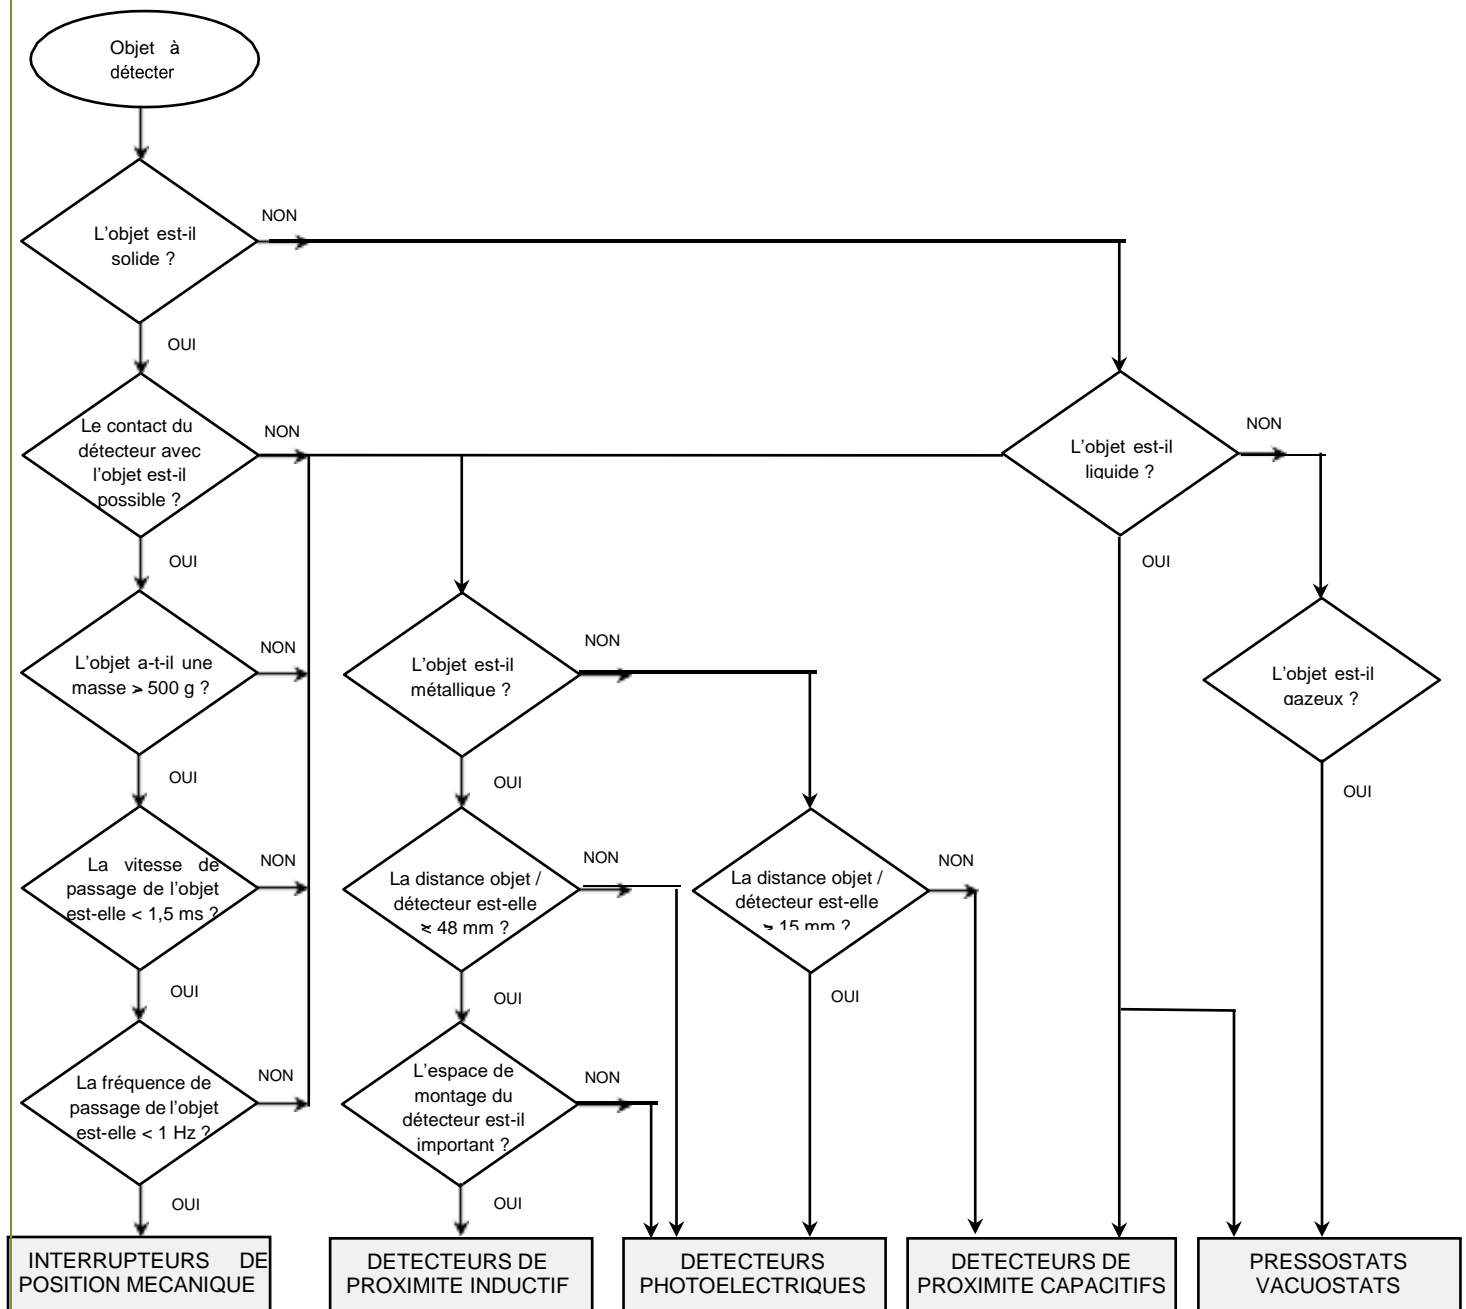 Objet à
détecter
NON
L'objet est-il
solide ?
OUI
Le contact du
détecteur avec
l'objet est-il
possible ?
NON
L'objet est-il
liquide ?
NON
OUI
OUI
L'objet a-t-il une
masse > 500 g ?
NON
L'objet est-il
métallique ?
NON
L'objet est-il
gazeux ?
OUI
OUI
OUI
La vitesse de
passage de l'objet
est-elle < 1,5 ms ?
NON
La distance objet /
détecteur est-elle
< 48 mm ?
NON
La distance objet /
détecteur est-elle
> 15 mm ?
NON
OUI
OUI
OUI
La fréquence de
passage de l'objet
est-elle < 1 Hz ?
NON
L'espace de
montage du
détecteur est-il
important ?
NON
OUI
OUI
INTERRUPTEURS DE
POSITION MECANIQUE
DETECTEURS DE
PROXIMITE INDUCTIF
DETECTEURS
PHOTOELECTRIQUES
DETECTEURS DE
PROXIMITE CAPACITIFS
PRESSOSTATS
VACUOSTATS